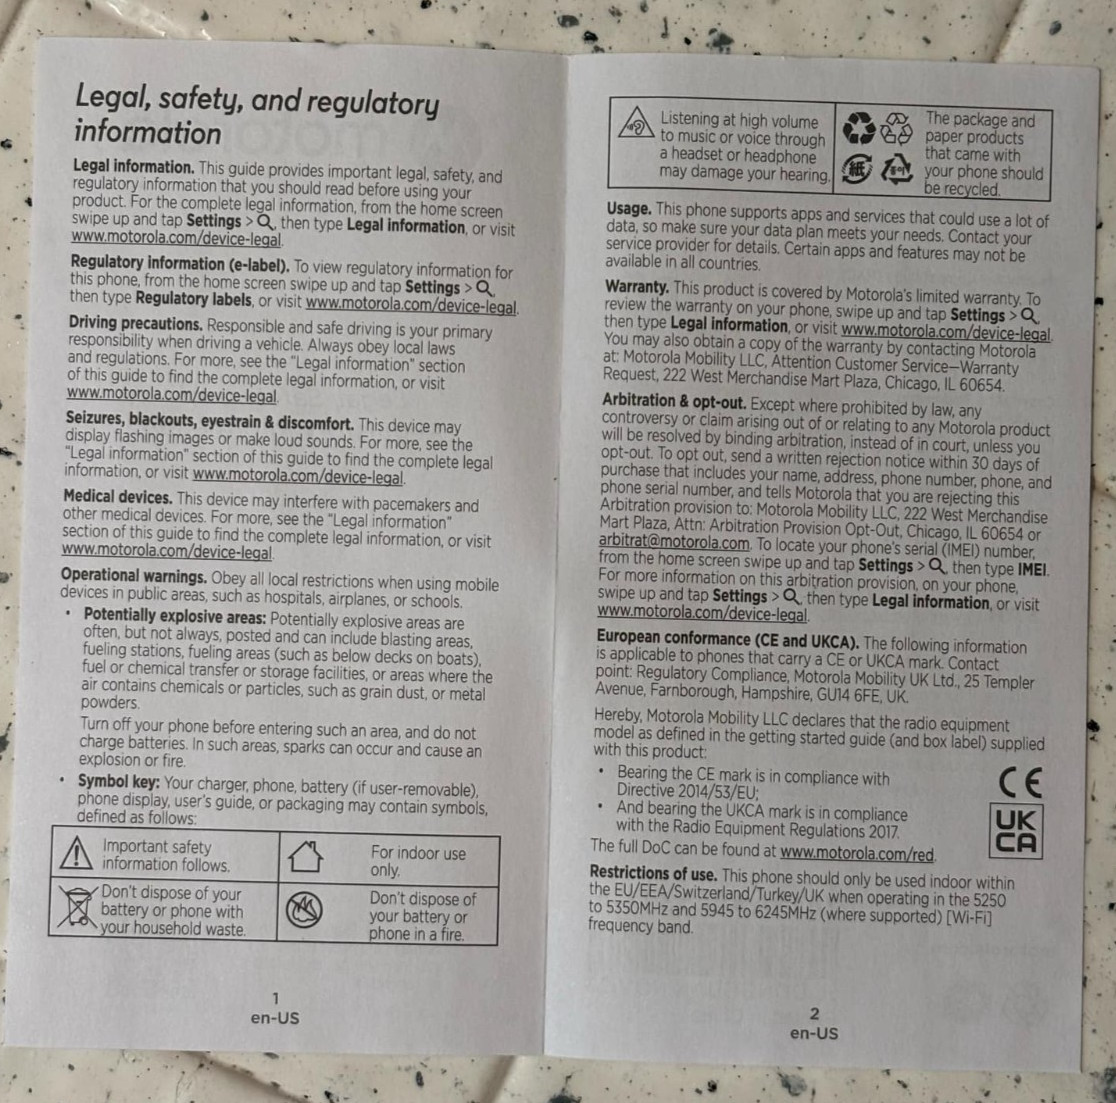 Legal, safety, and regulatory
information
Legal information. This guide provides important legal, safety, and
regulatory information that you should read before using your
product. For the complete legal information, from the home screen
swipe up and tap Settings > , then type Legal information, or visit
www.motorola.com/device-legal.
Regulatory information (e-label). To view regulatory information for
this phone, from the home screen swipe up and tap Settings >
then type Regulatory labels, or visit www.motorola.com/device-legal.
Driving precautions. Responsible and safe driving is your primary
responsibility when driving a vehicle. Always obey local laws
and regulations. For more, see the "Legal information" section
of this guide to find the complete legal information, or visit
www.motorola.com/device-legal.
Seizures, blackouts, eyestrain & discomfort. This device may
display flashing images or make loud sounds. For more, see the
"Legal information" section of this guide to find the complete legal
information, or visit www.motorola.com/device-legal.
Medical devices. This device may interfere with pacemakers and
other medical devices. For more, see the "Legal information"
section of this guide to find the complete legal information, or visit
www.motorola.com/device-legal.
Operational warnings. Obey all local restrictions when using mobile
devices in public areas, such as hospitals, airplanes, or schools.
• Potentially explosive areas: Potentially explosive areas are
often, but not always, posted and can include blasting areas,
fueling stations, fueling areas (such as below decks on boats),
fuel or chemical transfer or storage facilities, or areas where the
air contains chemicals or particles, such as grain dust, or metal
powders.
Turn off your phone before entering such an area, and do not
charge batteries. In such areas, sparks can occur and cause an
explosion or fire.
• Symbol key: Your charger, phone, battery (if user-removable),
phone display, user's guide, or packaging may contain symbols,
defined as follows:
Important safety
information follows.
For indoor use
only.
Don't dispose of your
battery or phone with
your household waste.
Don't dispose of
your battery or
phone in a fire.
1
en-US
Listening at high volume
to music or voice through
a headset or headphone
may damage your hearing.
紙
The package and
paper products
that came with
your phone should
be recycled.
Usage. This phone supports apps and services that could use a lot of
data, so make sure your data plan meets your needs. Contact your
service provider for details. Certain apps and features may not be
available in all countries.
Warranty. This product is covered by Motorola's limited warranty. To
review the warranty on your phone, swipe up and tap Settings > ,
then type Legal information, or visit www.motorola.com/device-legal.
You may also obtain a copy of the warranty by contacting Motorola
at: Motorola Mobility LLC, Attention Customer Service—Warranty
Request, 222 West Merchandise Mart Plaza, Chicago, IL 60654.
Arbitration & opt-out. Except where prohibited by law, any
controversy or claim arising out of or relating to any Motorola product
will be resolved by binding arbitration, instead of in court, unless you
opt-out. To opt out, send a written rejection notice within 30 days of
purchase that includes your name, address, phone number, phone, and
phone serial number, and tells Motorola that you are rejecting this
Arbitration provision to: Motorola Mobility LLC, 222 West Merchandise
Mart Plaza, Attn: Arbitration Provision Opt-Out, Chicago, IL 60654 or
arbitrat@motorola.com. To locate your phone's serial (IMEI) number,
from the home screen swipe up and tap Settings > , then type IMEI.
For more information on this arbitration provision, on your phone,
swipe up and tap Settings > , then type Legal information, or visit
www.motorola.com/device-legal.
European conformance (CE and UKCA). The following information
is applicable to phones that carry a CE or UKCA mark. Contact
point: Regulatory Compliance, Motorola Mobility UK Ltd., 25 Templer
Avenue, Farnborough, Hampshire, GU14 6FE, UK.
Hereby, Motorola Mobility LLC declares that the radio equipment
model as defined in the getting started guide (and box label) supplied
with this product:
• Bearing the CE mark is in compliance with
Directive 2014/53/EU;
• And bearing the UKCA mark is in compliance
with the Radio Equipment Regulations 2017.
CE
UK
CA
The full DoC can be found at www.motorola.com/red.
Restrictions of use. This phone should only be used indoor within
the EU/EEA/Switzerland/Turkey/UK when operating in the 5250
to 5350MHz and 5945 to 6245MHz (where supported) [Wi-Fi]
frequency band.
2
en-US